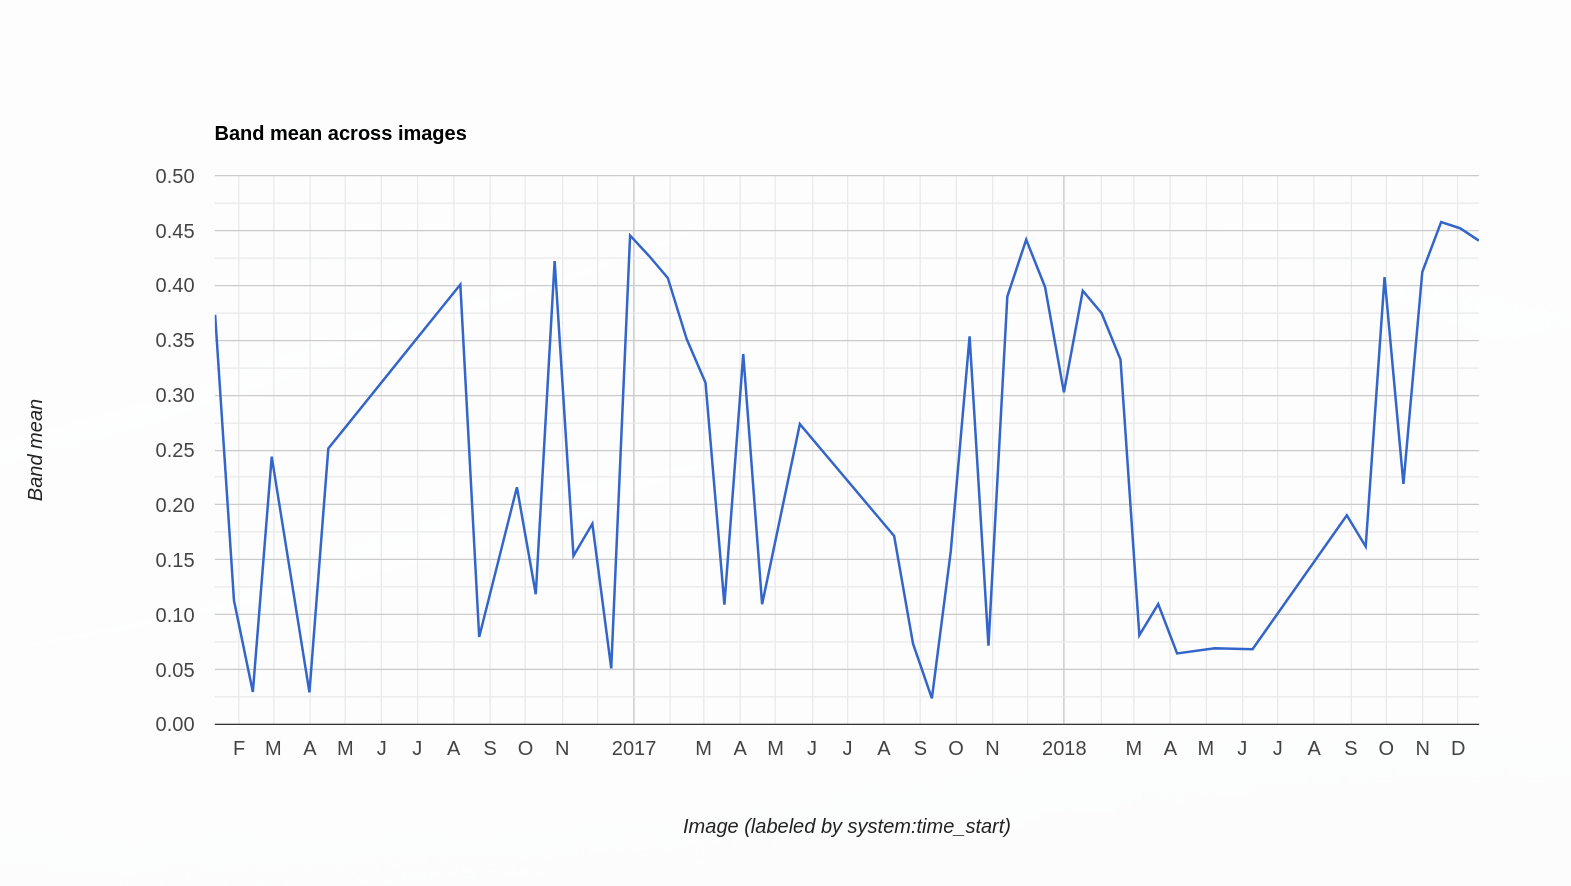 Band mean across images
0.50
0.45
0.40
0.35
0.30
0.25
0.20
0.15
0.10
0.05
0.00
Band mean
F M A M J J A S O N 2017 M A M J J A S O N 2018 M A M J J A S O N D
Image (labeled by system:time_start)